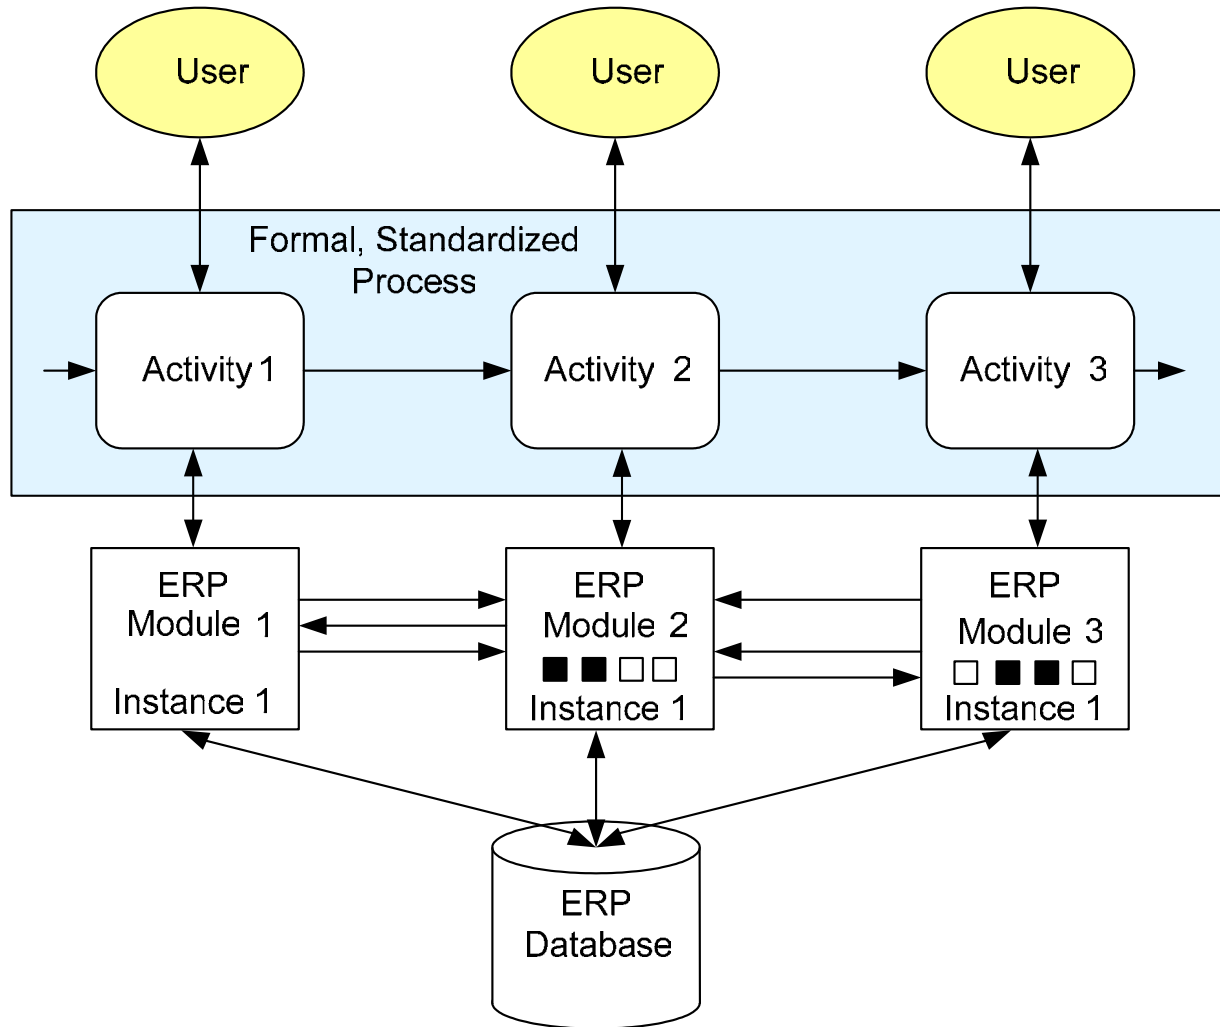 User
User
User
Formal, Standardized
Process
Activity 1
Activity 2
Activity 3
ERP
Module 1
Instance 1
ERP
Module 2
Instance 1
ERP
Module 3
Instance 1
ERP
Database